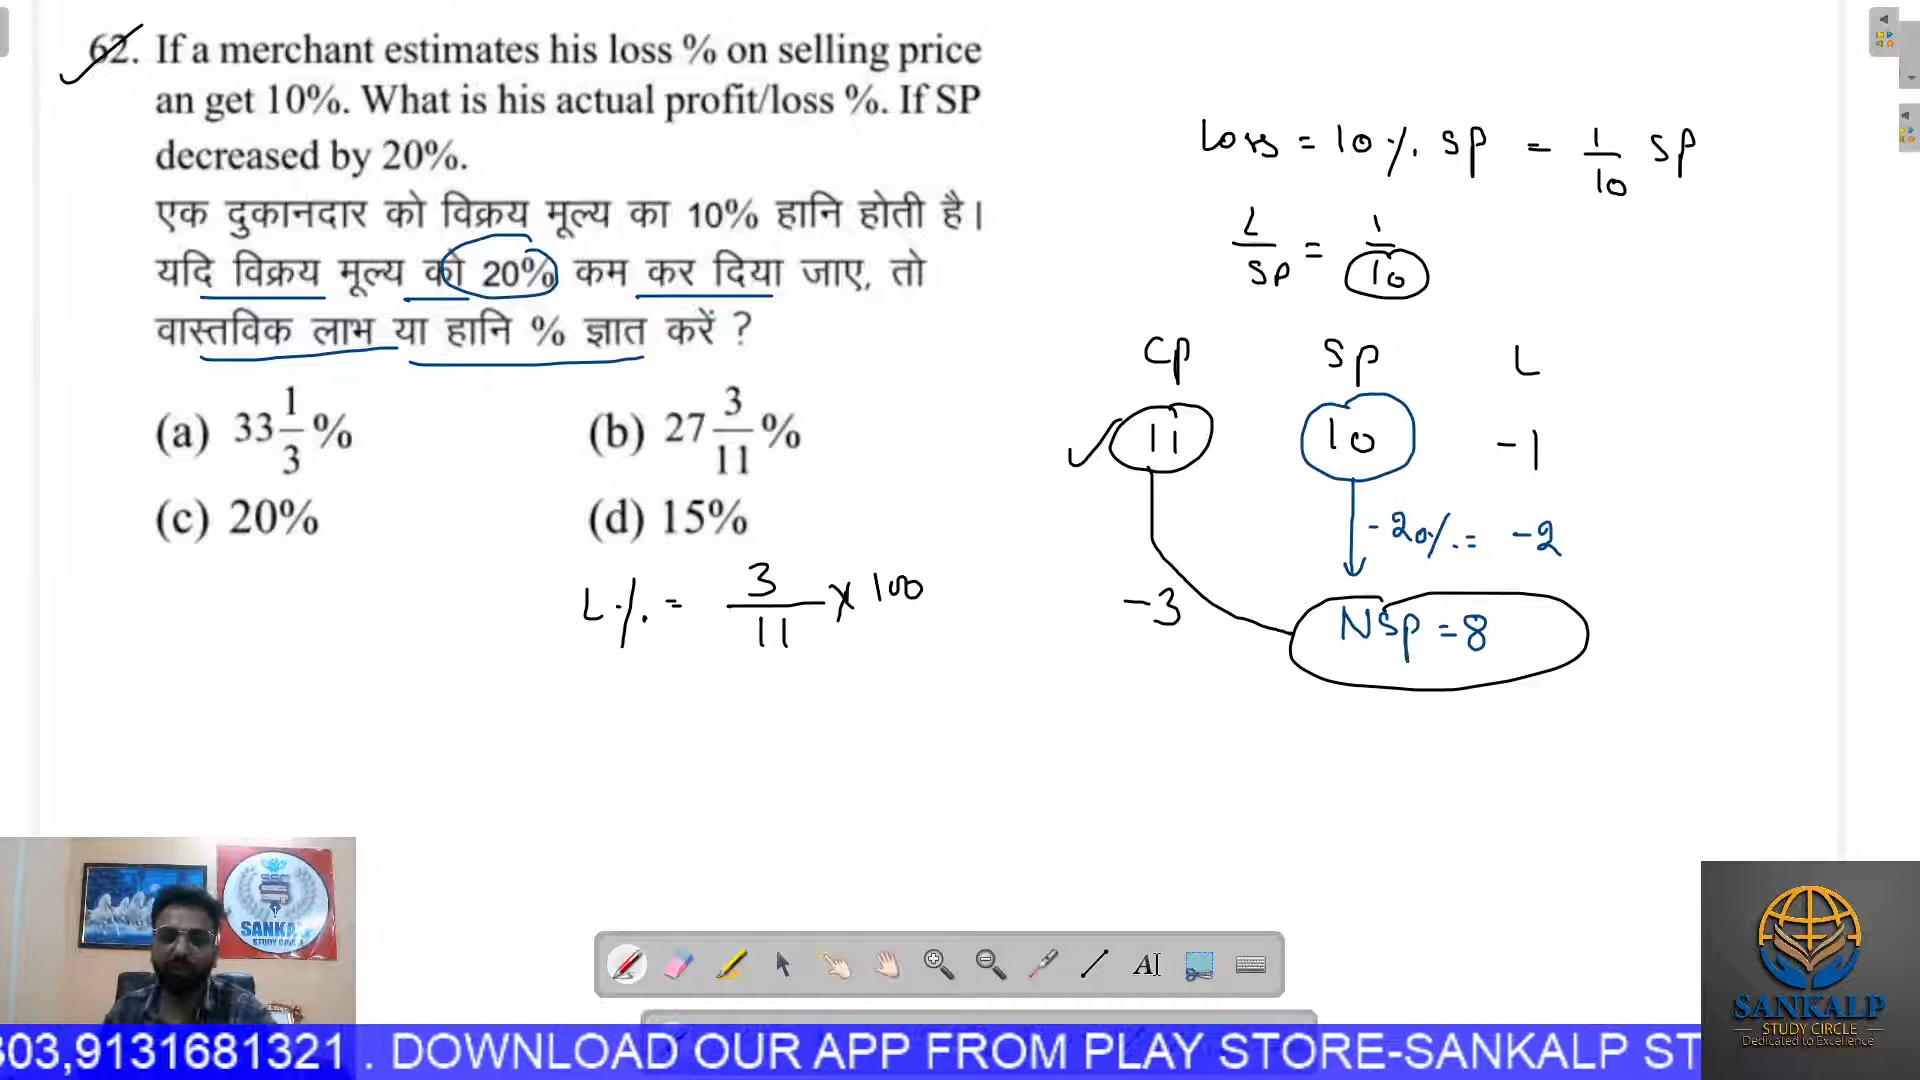 62. If a merchant estimates his loss % on selling price
an get 10%. What is his actual profit/loss %. If SP
decreased by 20%.
एक दुकानदार को विक्रय मूल्य का 10% हानि होती है।
यदि विक्रय मूल्य को 20% कम कर दिया जाए, तो
वास्तविक लाभ या हानि % ज्ञात करें ?
(a) 33 1/3 %
(b) 27 3/11 %
(c) 20%
(d) 15%
L% = 3/11 × 100
Loss = 10% SP = 1/10 SP
L/SP = 1/10
CP SP L
11 10 -1
-20% = -2
-3 NSP = 8
SANKA
STUDY CIRCLE
AI
SANKALP
STUDY CIRCLE
Dedicated to Excellence
303,9131681321 . DOWNLOAD OUR APP FROM PLAY STORE-SANKALP ST